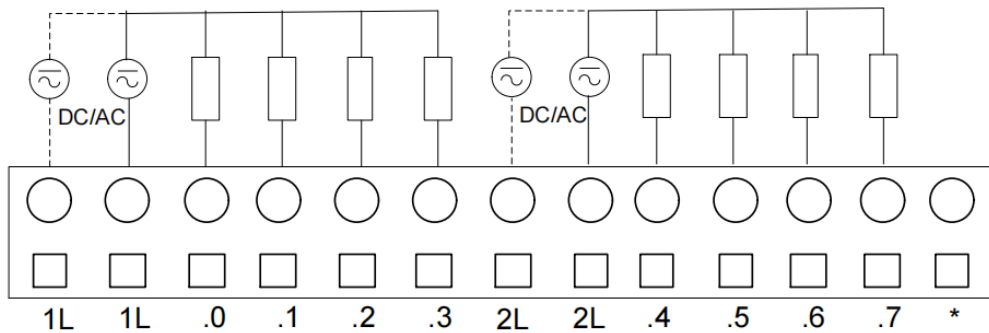 DC/AC DC/AC
1L 1L .0 .1 .2 .3 2L 2L .4 .5 .6 .7 *